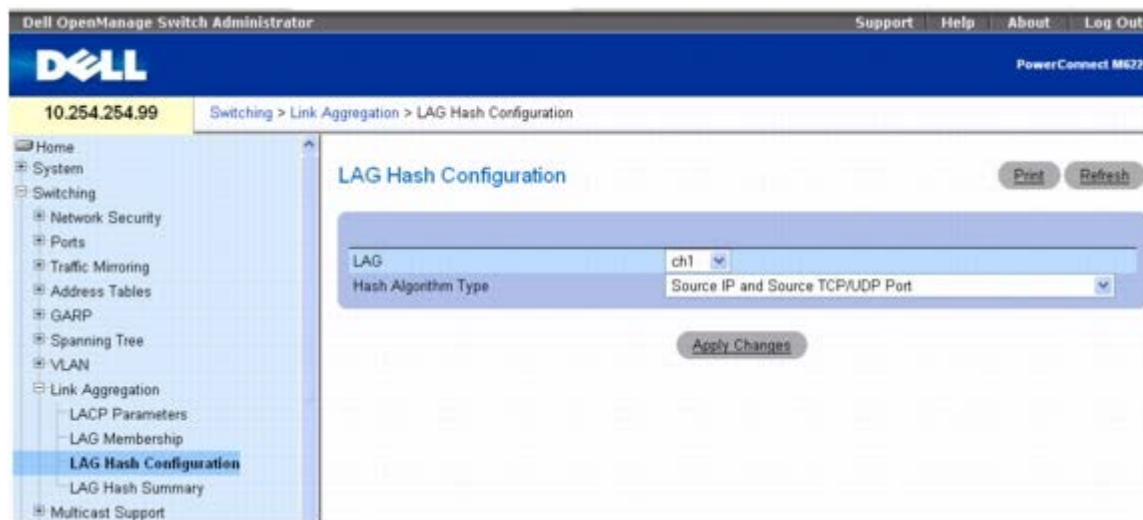 Dell OpenManage Switch Administrator Support Help About Log Out
DELL
PowerConnect M622
10.254.254.99 Switching > Link Aggregation > LAG Hash Configuration
Home
System
Switching
Network Security
Ports
Traffic Mirroring
Address Tables
GARP
Spanning Tree
VLAN
Link Aggregation
LACP Parameters
LAG Membership
LAG Hash Configuration
LAG Hash Summary
Multicast Support
LAG Hash Configuration Print Refresh
LAG ch1
Hash Algorithm Type Source IP and Source TCP/UDP Port
Apply Changes